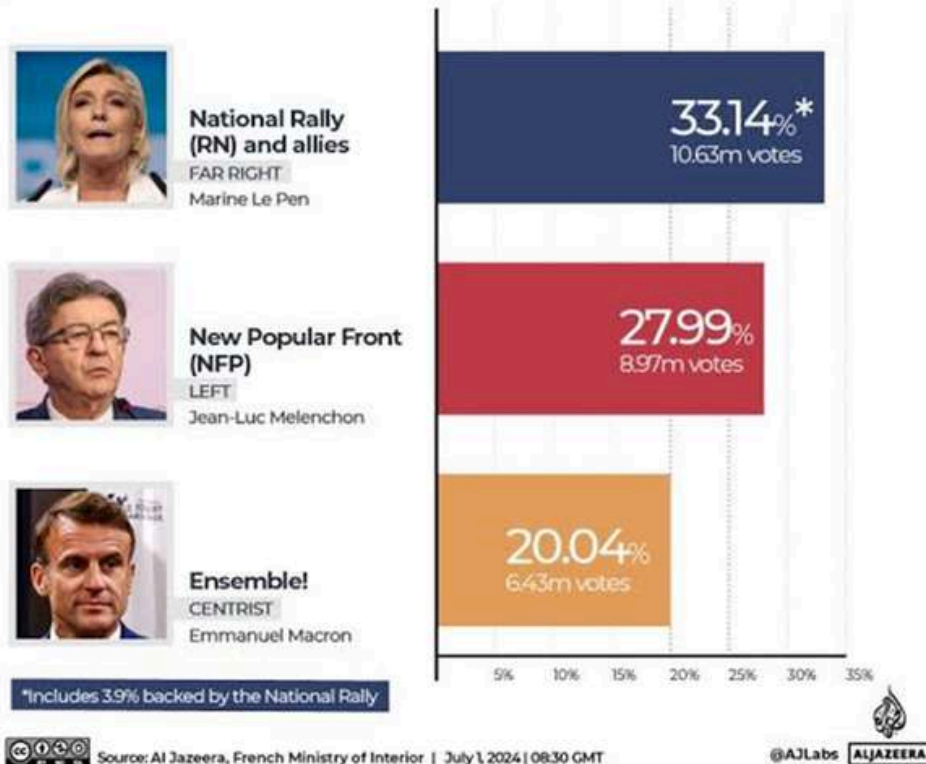 National Rally
(RN) and allies
FAR RIGHT
Marine Le Pen
33.14%*
10.63m votes
New Popular Front
(NFP)
LEFT
Jean-Luc Melenchon
27.99%
8.97m votes
Ensemble!
CENTRIST
Emmanuel Macron
20.04%
6.43m votes
5% 10% 15% 20% 25% 30% 35%
*Includes 3.9% backed by the National Rally
Source: Al Jazeera, French Ministry of Interior | July 1, 2024 | 08:30 GMT
@AJLabs ALJAZEERA